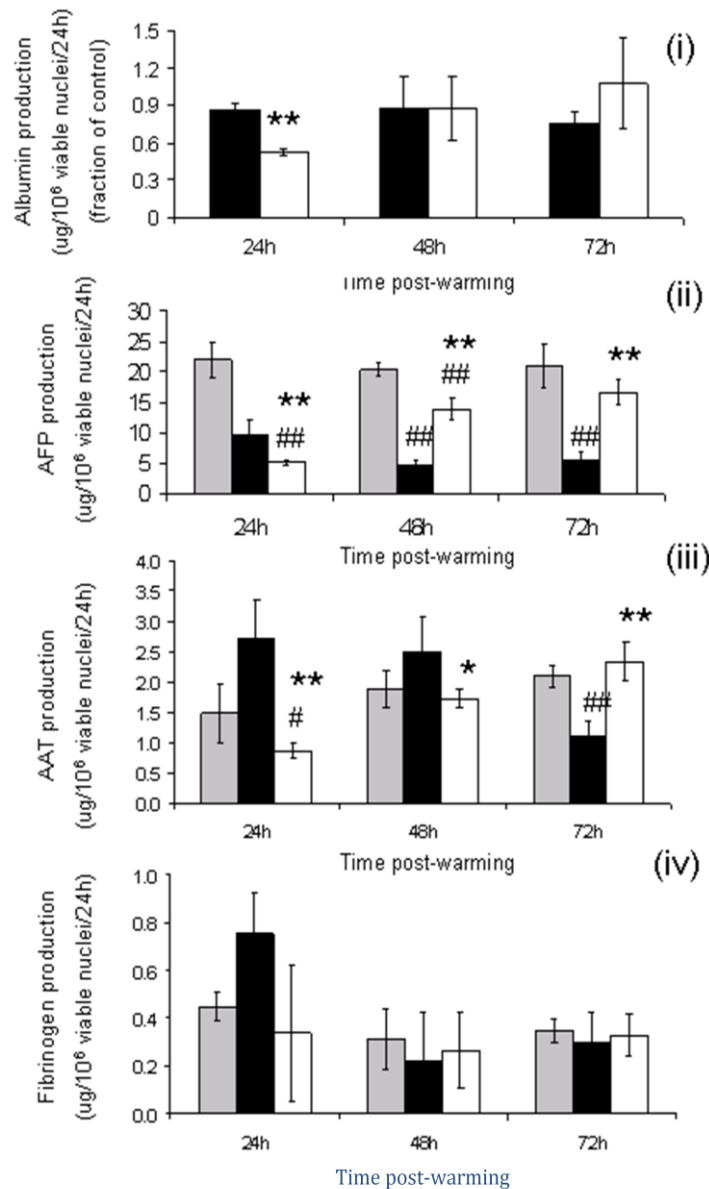 (i)
Albumin production
(ug/10⁶ viable nuclei/24h)
(fraction of control)
1.5
1.2
0.9
0.6
0.3
0
**
24h
48h
72h
Time post-warming
(ii)
AFP production
(ug/10⁶ viable nuclei/24h)
30
25
20
15
10
5
0
**
##
**
##
##
**
##
24h
48h
72h
Time post-warming
(iii)
AAT production
(ug/10⁶ viable nuclei/24h)
4.0
3.5
3.0
2.5
2.0
1.5
1.0
0.5
0.0
**
#
*
**
##
24h
48h
72h
Time post-warming
(iv)
Fibrinogen production
(ug/10⁶ viable nuclei/24h)
1.0
0.8
0.6
0.4
0.2
0.0
24h
48h
72h
Time post-warming